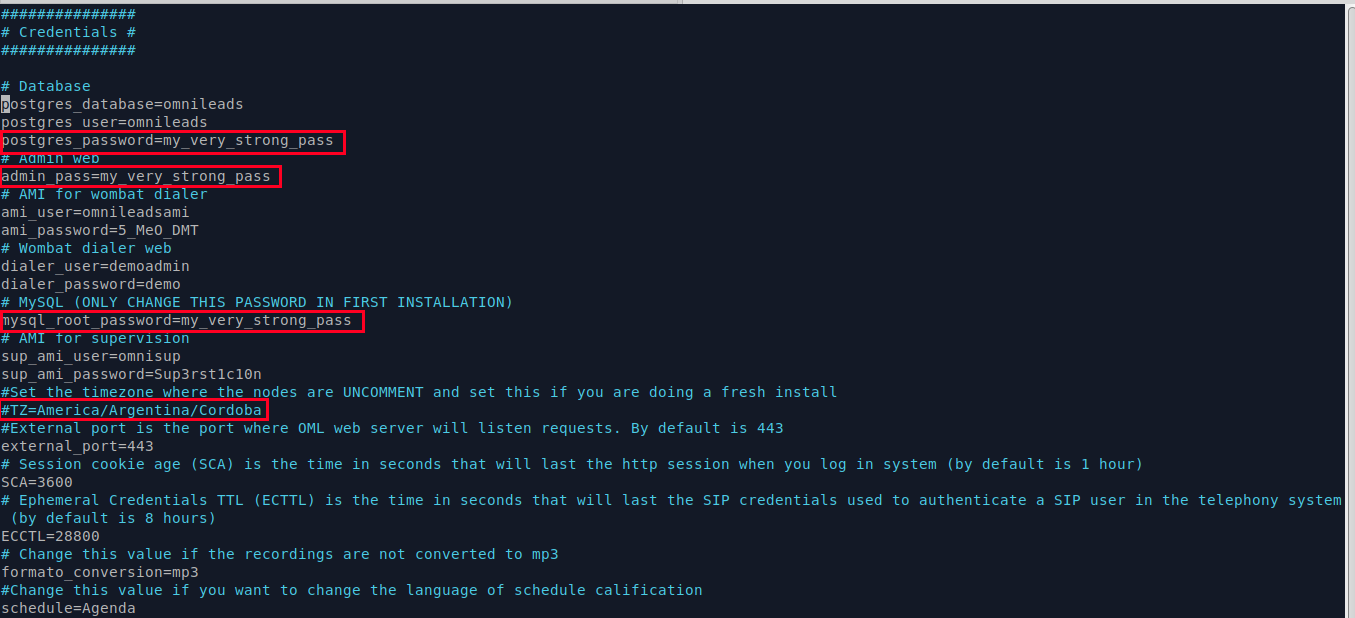 ###############
# Credentials #
###############
# Database
postgres_database=omnileads
postgres_user=omnileads
postgres_password=my_very_strong_pass
# Admin web
admin_pass=my_very_strong_pass
# AMI for wombat dialer
ami_user=omnileadsami
ami_password=5_MeO_DMT
# Wombat dialer web
dialer_user=demoadmin
dialer_password=demo
# MySQL (ONLY CHANGE THIS PASSWORD IN FIRST INSTALLATION)
mysql_root_password=my_very_strong_pass
# AMI for supervision
sup_ami_user=omnisup
sup_ami_password=Sup3rst1c10n
#Set the timezone where the nodes are UNCOMMENT and set this if you are doing a fresh install
#TZ=America/Argentina/Cordoba
#External port is the port where OML web server will listen requests. By default is 443
external_port=443
# Session cookie age (SCA) is the time in seconds that will last the http session when you log in system (by default is 1 hour)
SCA=3600
# Ephemeral Credentials TTL (ECTTL) is the time in seconds that will last the SIP credentials used to authenticate a SIP user in the telephony system
(by default is 8 hours)
ECCTL=28800
# Change this value if the recordings are not converted to mp3
formato_conversion=mp3
#Change this value if you want to change the language of schedule calification
schedule=Agenda